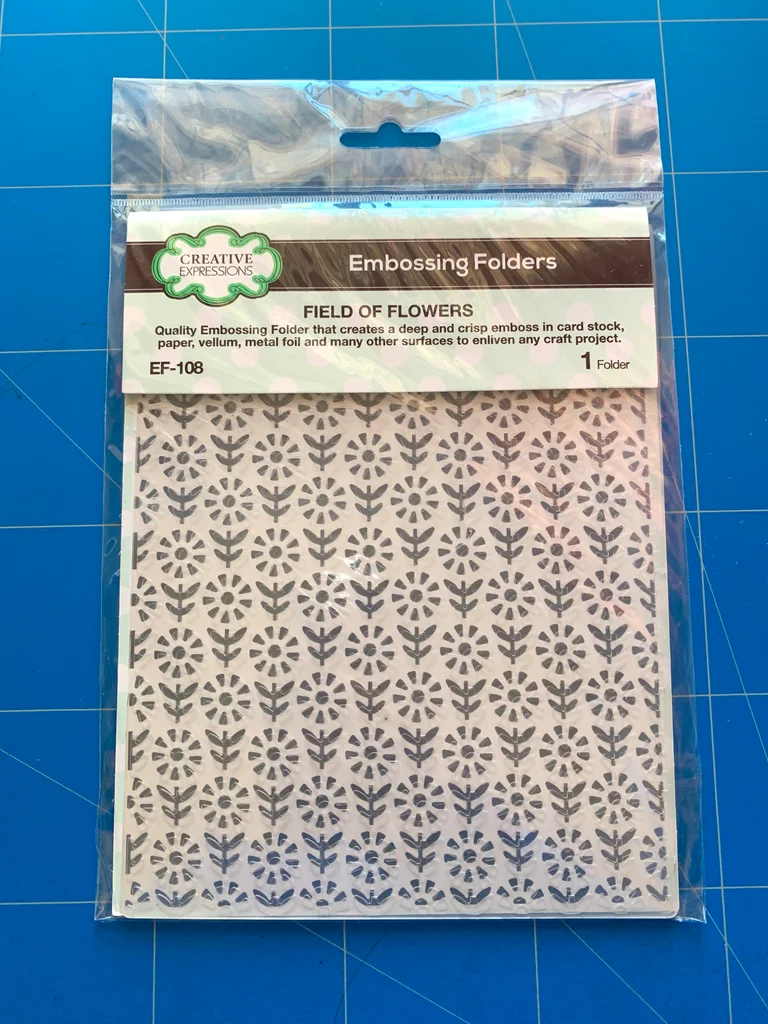 CREATIVE
EXPRESSIONS
Embossing Folders
FIELD OF FLOWERS
Quality Embossing Folder that creates a deep and crisp emboss in card stock,
paper, vellum, metal foil and many other surfaces to enliven any craft project.
EF-108
1 Folder